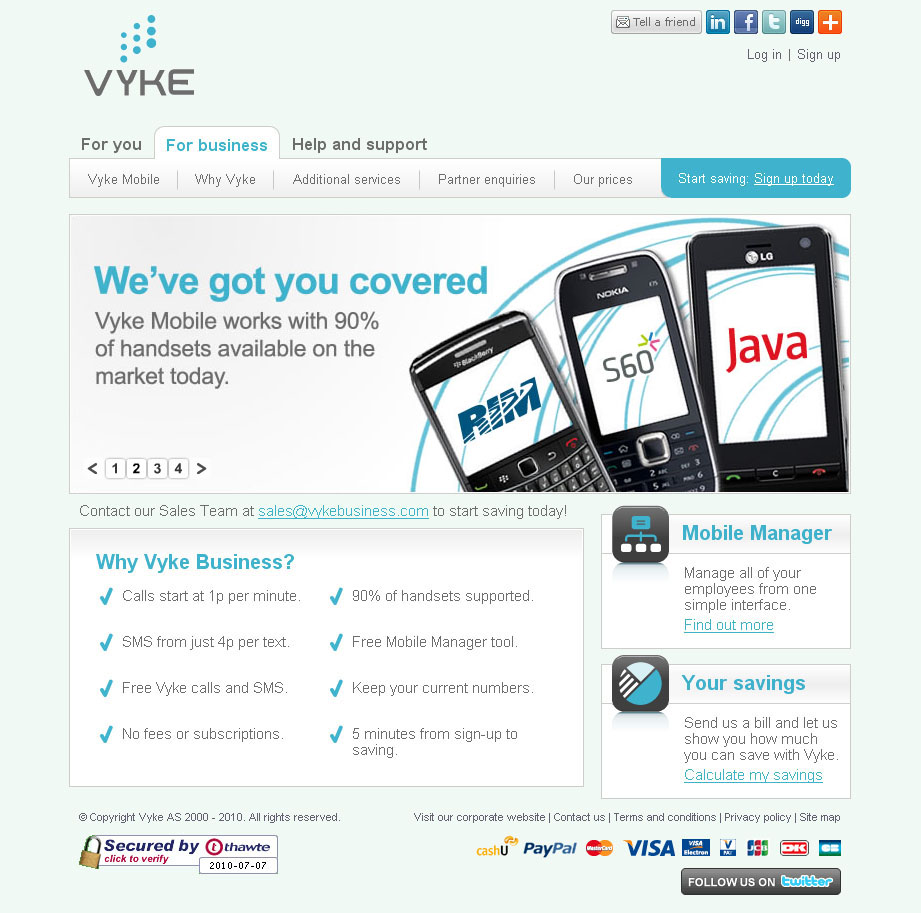 VYKE
Tell a friend
in f t digg +
Log in | Sign up
For you
For business
Help and support
Vyke Mobile
Why Vyke
Additional services
Partner enquiries
Our prices
Start saving: Sign up today
We've got you covered
Vyke Mobile works with 90%
of handsets available on the
market today.
BlackBerry
RIM
NOKIA
E75
S60
LG
Java
< 1 2 3 4 >
Contact our Sales Team at sales@vykebusiness.com to start saving today!
Why Vyke Business?
Calls start at 1p per minute.
90% of handsets supported.
SMS from just 4p per text.
Free Mobile Manager tool.
Free Vyke calls and SMS.
Keep your current numbers.
No fees or subscriptions.
5 minutes from sign-up to
saving.
Mobile Manager
Manage all of your
employees from one
simple interface.
Find out more
Your savings
Send us a bill and let us
show you how much
you can save with Vyke.
Calculate my savings
© Copyright Vyke AS 2000 - 2010. All rights reserved.
Visit our corporate website | Contact us | Terms and conditions | Privacy policy | Site map
Secured by thawte
click to verify
2010-07-07
cashU PayPal MasterCard VISA VISA Electron V PAY JCB DK CB
FOLLOW US ON twitter